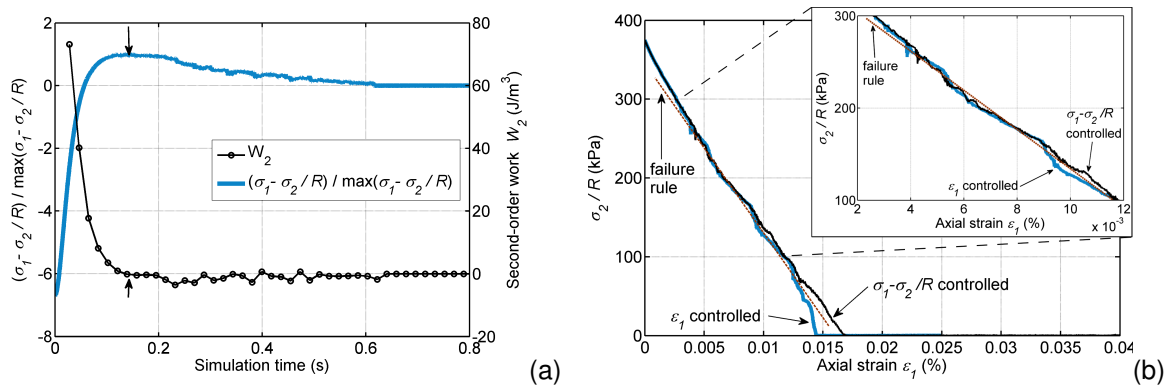 2
0
-2
-4
-6
-8
(σ1- σ2 / R) / max(σ1- σ2 / R)
80
60
40
20
0
-20
Second-order work W2 (J/m³)
W2
(σ1- σ2 / R) / max(σ1- σ2 / R)
0
0.2
0.4
0.6
0.8
Simulation time (s)
(a)
400
300
200
100
0
σ2 / R (kPa)
failure
rule
ε1 controlled
σ1-σ2 /R controlled
0
0.005
0.01
0.015
0.02
0.025
0.03
0.035
0.04
Axial strain ε1 (%)
300
200
100
σ2 / R (kPa)
failure
rule
σ1-σ2/R
controlled
ε1 controlled
2
4
6
8
10
12
Axial strain ε1 (%)
x 10-3
(b)